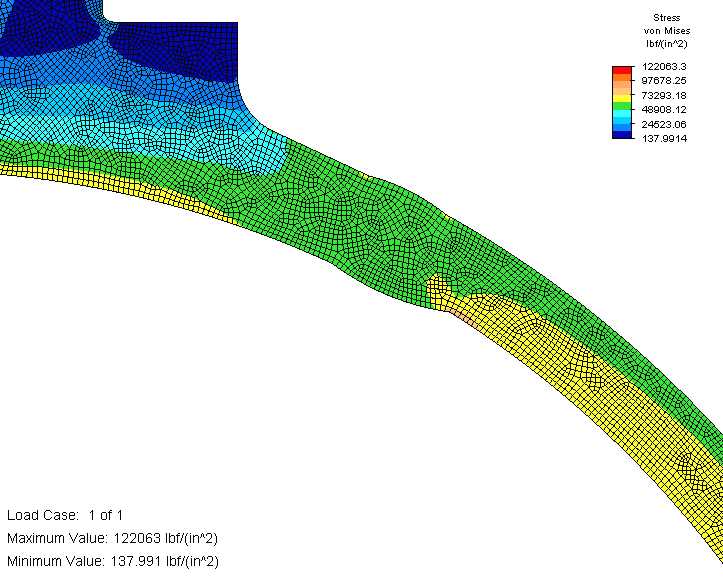 Stress
von Mises
lbf/(in^2)
122063.3
97678.25
73293.18
48908.12
24523.06
137.9914
Load Case: 1 of 1
Maximum Value: 122063 lbf/(in^2)
Minimum Value: 137.991 lbf/(in^2)